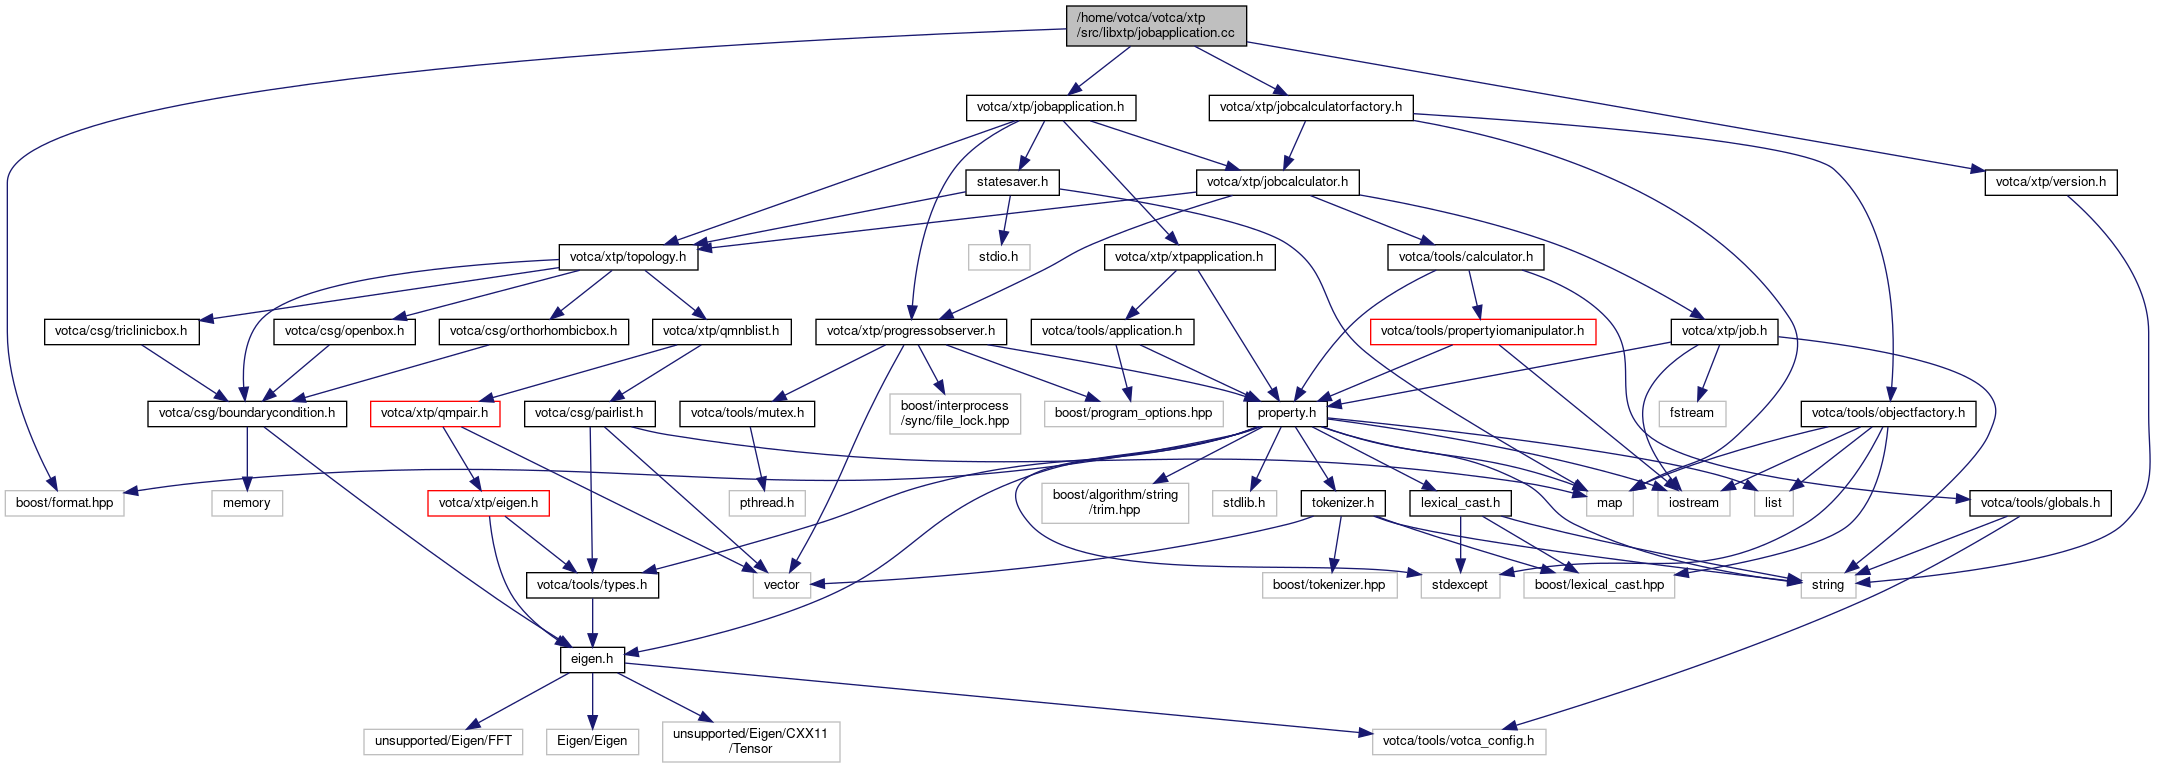 /home/votca/votca/xtp
/src/libxtp/jobapplication.cc
votca/xtp/jobapplication.h
votca/xtp/jobcalculatorfactory.h
statesaver.h
votca/xtp/jobcalculator.h
votca/xtp/version.h
votca/xtp/topology.h
stdio.h
votca/xtp/xtpapplication.h
votca/tools/calculator.h
votca/csg/triclinicbox.h
votca/csg/openbox.h
votca/csg/orthorhombicbox.h
votca/xtp/qmnblist.h
votca/xtp/progressobserver.h
votca/tools/application.h
votca/tools/propertyiomanipulator.h
votca/xtp/job.h
votca/csg/boundarycondition.h
votca/xtp/qmpair.h
votca/csg/pairlist.h
votca/tools/mutex.h
boost/interprocess
/sync/file_lock.hpp
boost/program_options.hpp
property.h
fstream
votca/tools/objectfactory.h
boost/format.hpp
memory
votca/xtp/eigen.h
pthread.h
boost/algorithm/string
/trim.hpp
stdlib.h
tokenizer.h
lexical_cast.h
map
iostream
list
votca/tools/globals.h
votca/tools/types.h
vector
boost/tokenizer.hpp
stdexcept
boost/lexical_cast.hpp
string
eigen.h
unsupported/Eigen/FFT
Eigen/Eigen
unsupported/Eigen/CXX11
/Tensor
votca/tools/votca_config.h